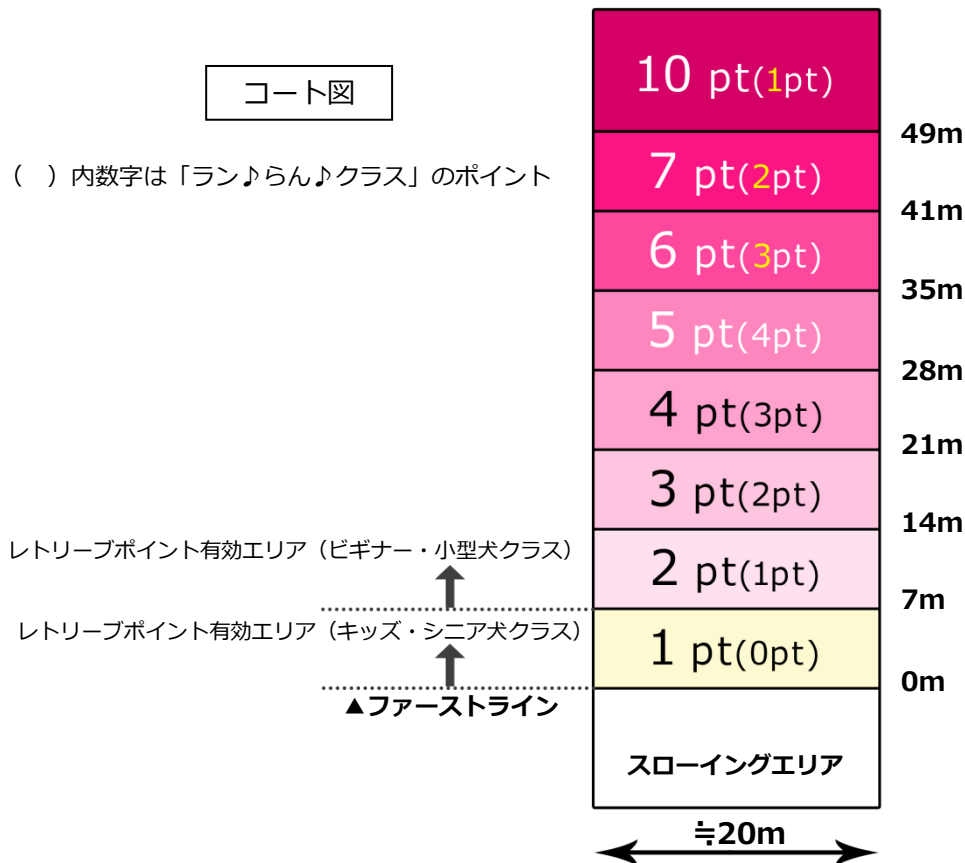 コート図
（　）内数字は「ラン♪らん♪クラス」のポイント
10 pt(1pt)
49m
7 pt(2pt)
41m
6 pt(3pt)
35m
5 pt(4pt)
28m
4 pt(3pt)
21m
3 pt(2pt)
14m
レトリーブポイント有効エリア（ビギナー・小型犬クラス）
2 pt(1pt)
7m
レトリーブポイント有効エリア（キッズ・シニア犬クラス）
1 pt(0pt)
0m
▲ファーストライン
スローイングエリア
≒20m